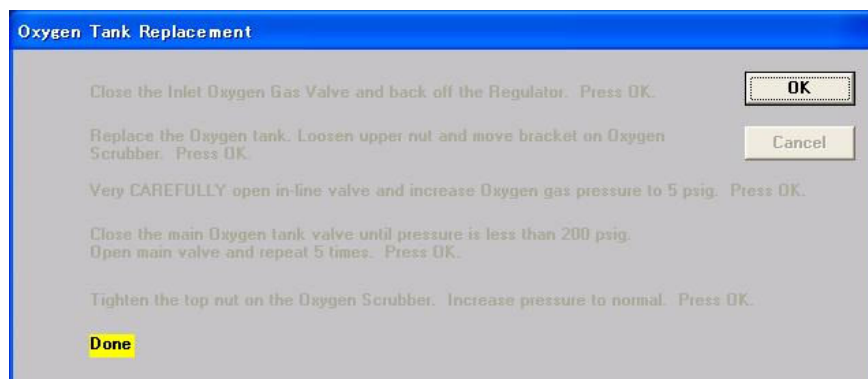 Oxygen Tank Replacement
Close the Inlet Oxygen Gas Valve and back off the Regulator. Press OK.
OK
Replace the Oxygen tank. Loosen upper nut and move bracket on Oxygen
Scrubber. Press OK.
Cancel
Very CAREFULLY open in-line valve and increase Oxygen gas pressure to 5 psig. Press OK.
Close the main Oxygen tank valve until pressure is less than 200 psig.
Open main valve and repeat 5 times. Press OK.
Tighten the top nut on the Oxygen Scrubber. Increase pressure to normal. Press OK.
Done